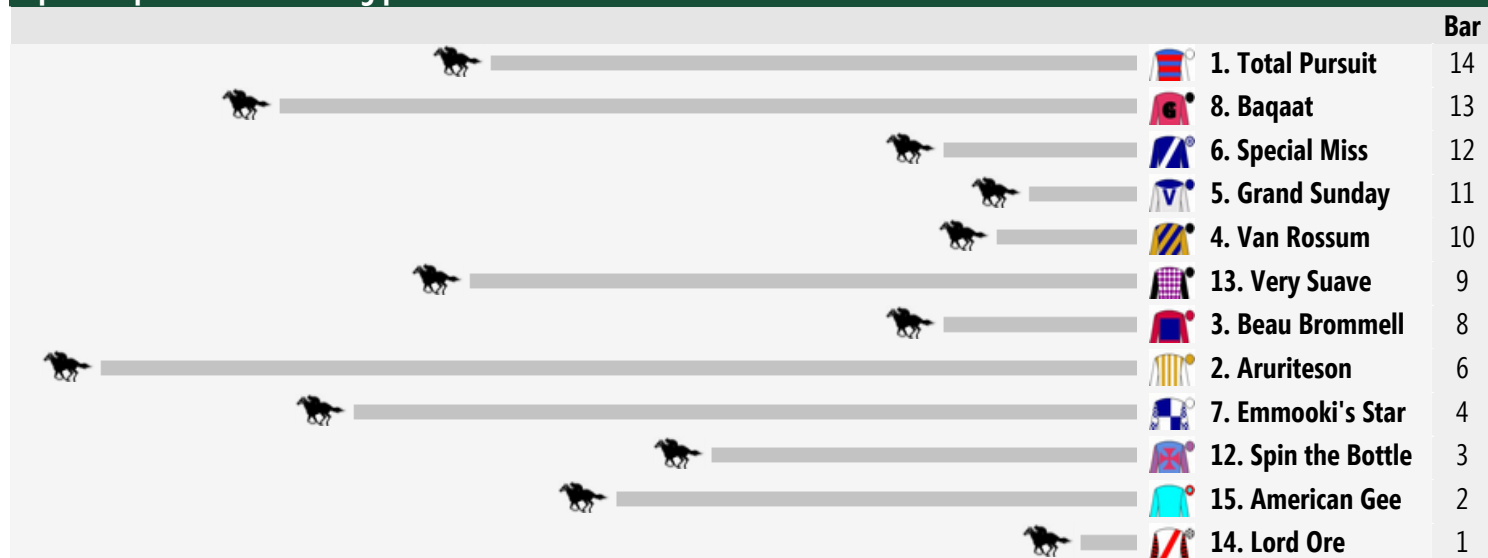 Bar
1. Total Pursuit 14
G 8. Baqaat 13
6. Special Miss 12
V 5. Grand Sunday 11
4. Van Rossum 10
13. Very Suave 9
3. Beau Brommell 8
2. Aruriteson 6
7. Emmooki's Star 4
12. Spin the Bottle 3
15. American Gee 2
14. Lord Ore 1